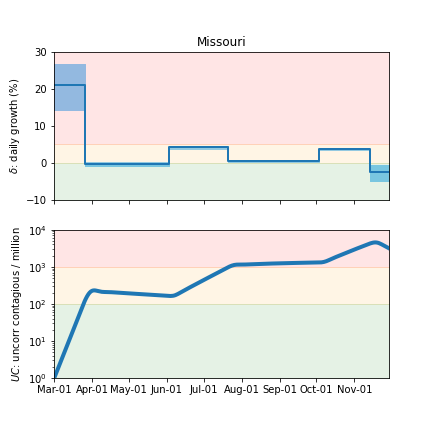 Missouri
30
20
10
0
−10
δ: daily growth (%)
10⁴
10³
10²
10¹
10⁰
UC: uncorr contagious / million
Mar-01 Apr-01 May-01 Jun-01 Jul-01 Aug-01 Sep-01 Oct-01 Nov-01